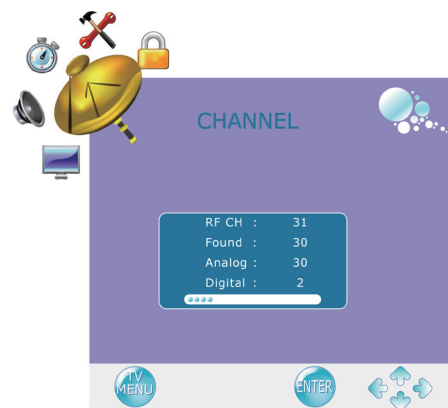 CHANNEL
RF CH : 31
Found : 30
Analog : 30
Digital : 2
TV
MENU
ENTER